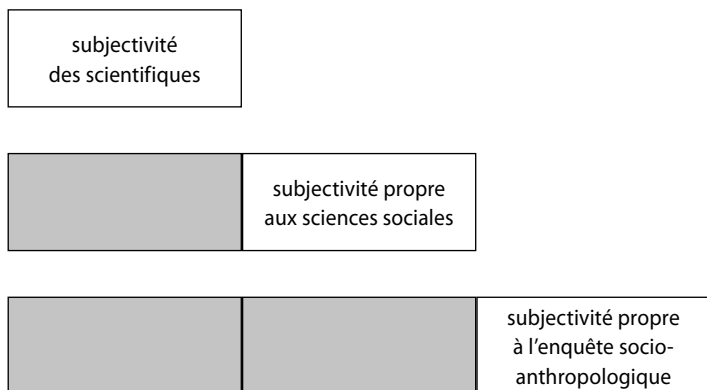 subjectivité
des scientifiques
subjectivité propre
aux sciences sociales
subjectivité propre
à l’enquête socio-
anthropologique